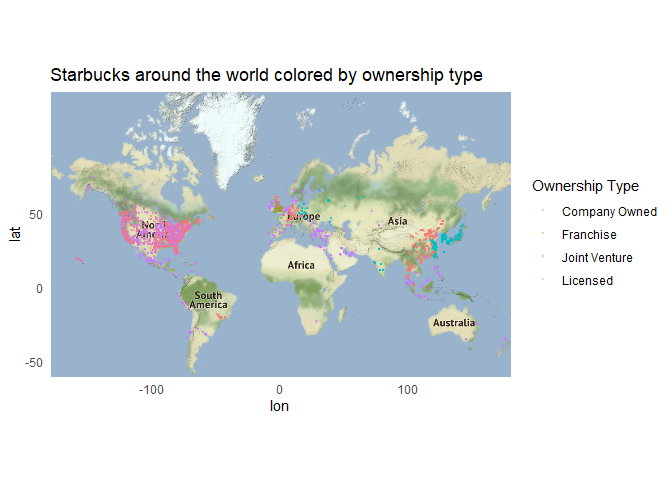 Starbucks around the world colored by ownership type
lat
50
0
-50
North
America
Europe
Asia
Africa
South
America
Australia
-100
0
100
lon
Ownership Type
Company Owned
Franchise
Joint Venture
Licensed